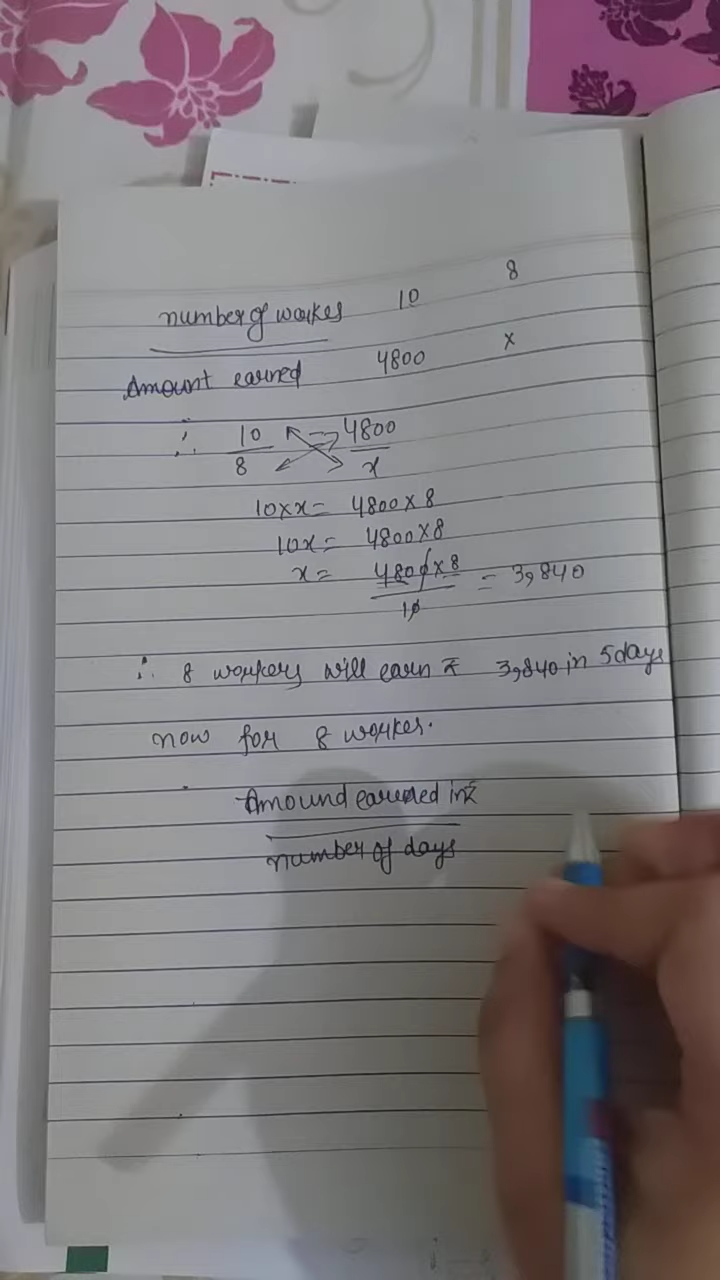 number of workes 10 8
Amount earned 4800 x
∴ 10/8 = 4800/x
10×x = 4800×8
10x = 4800×8
x = 4800×8/10 = 3,840
∴ 8 workers will earn ₹ 3,840 in 5 days
now for 8 worker.
Amound earned in ₹
number of days